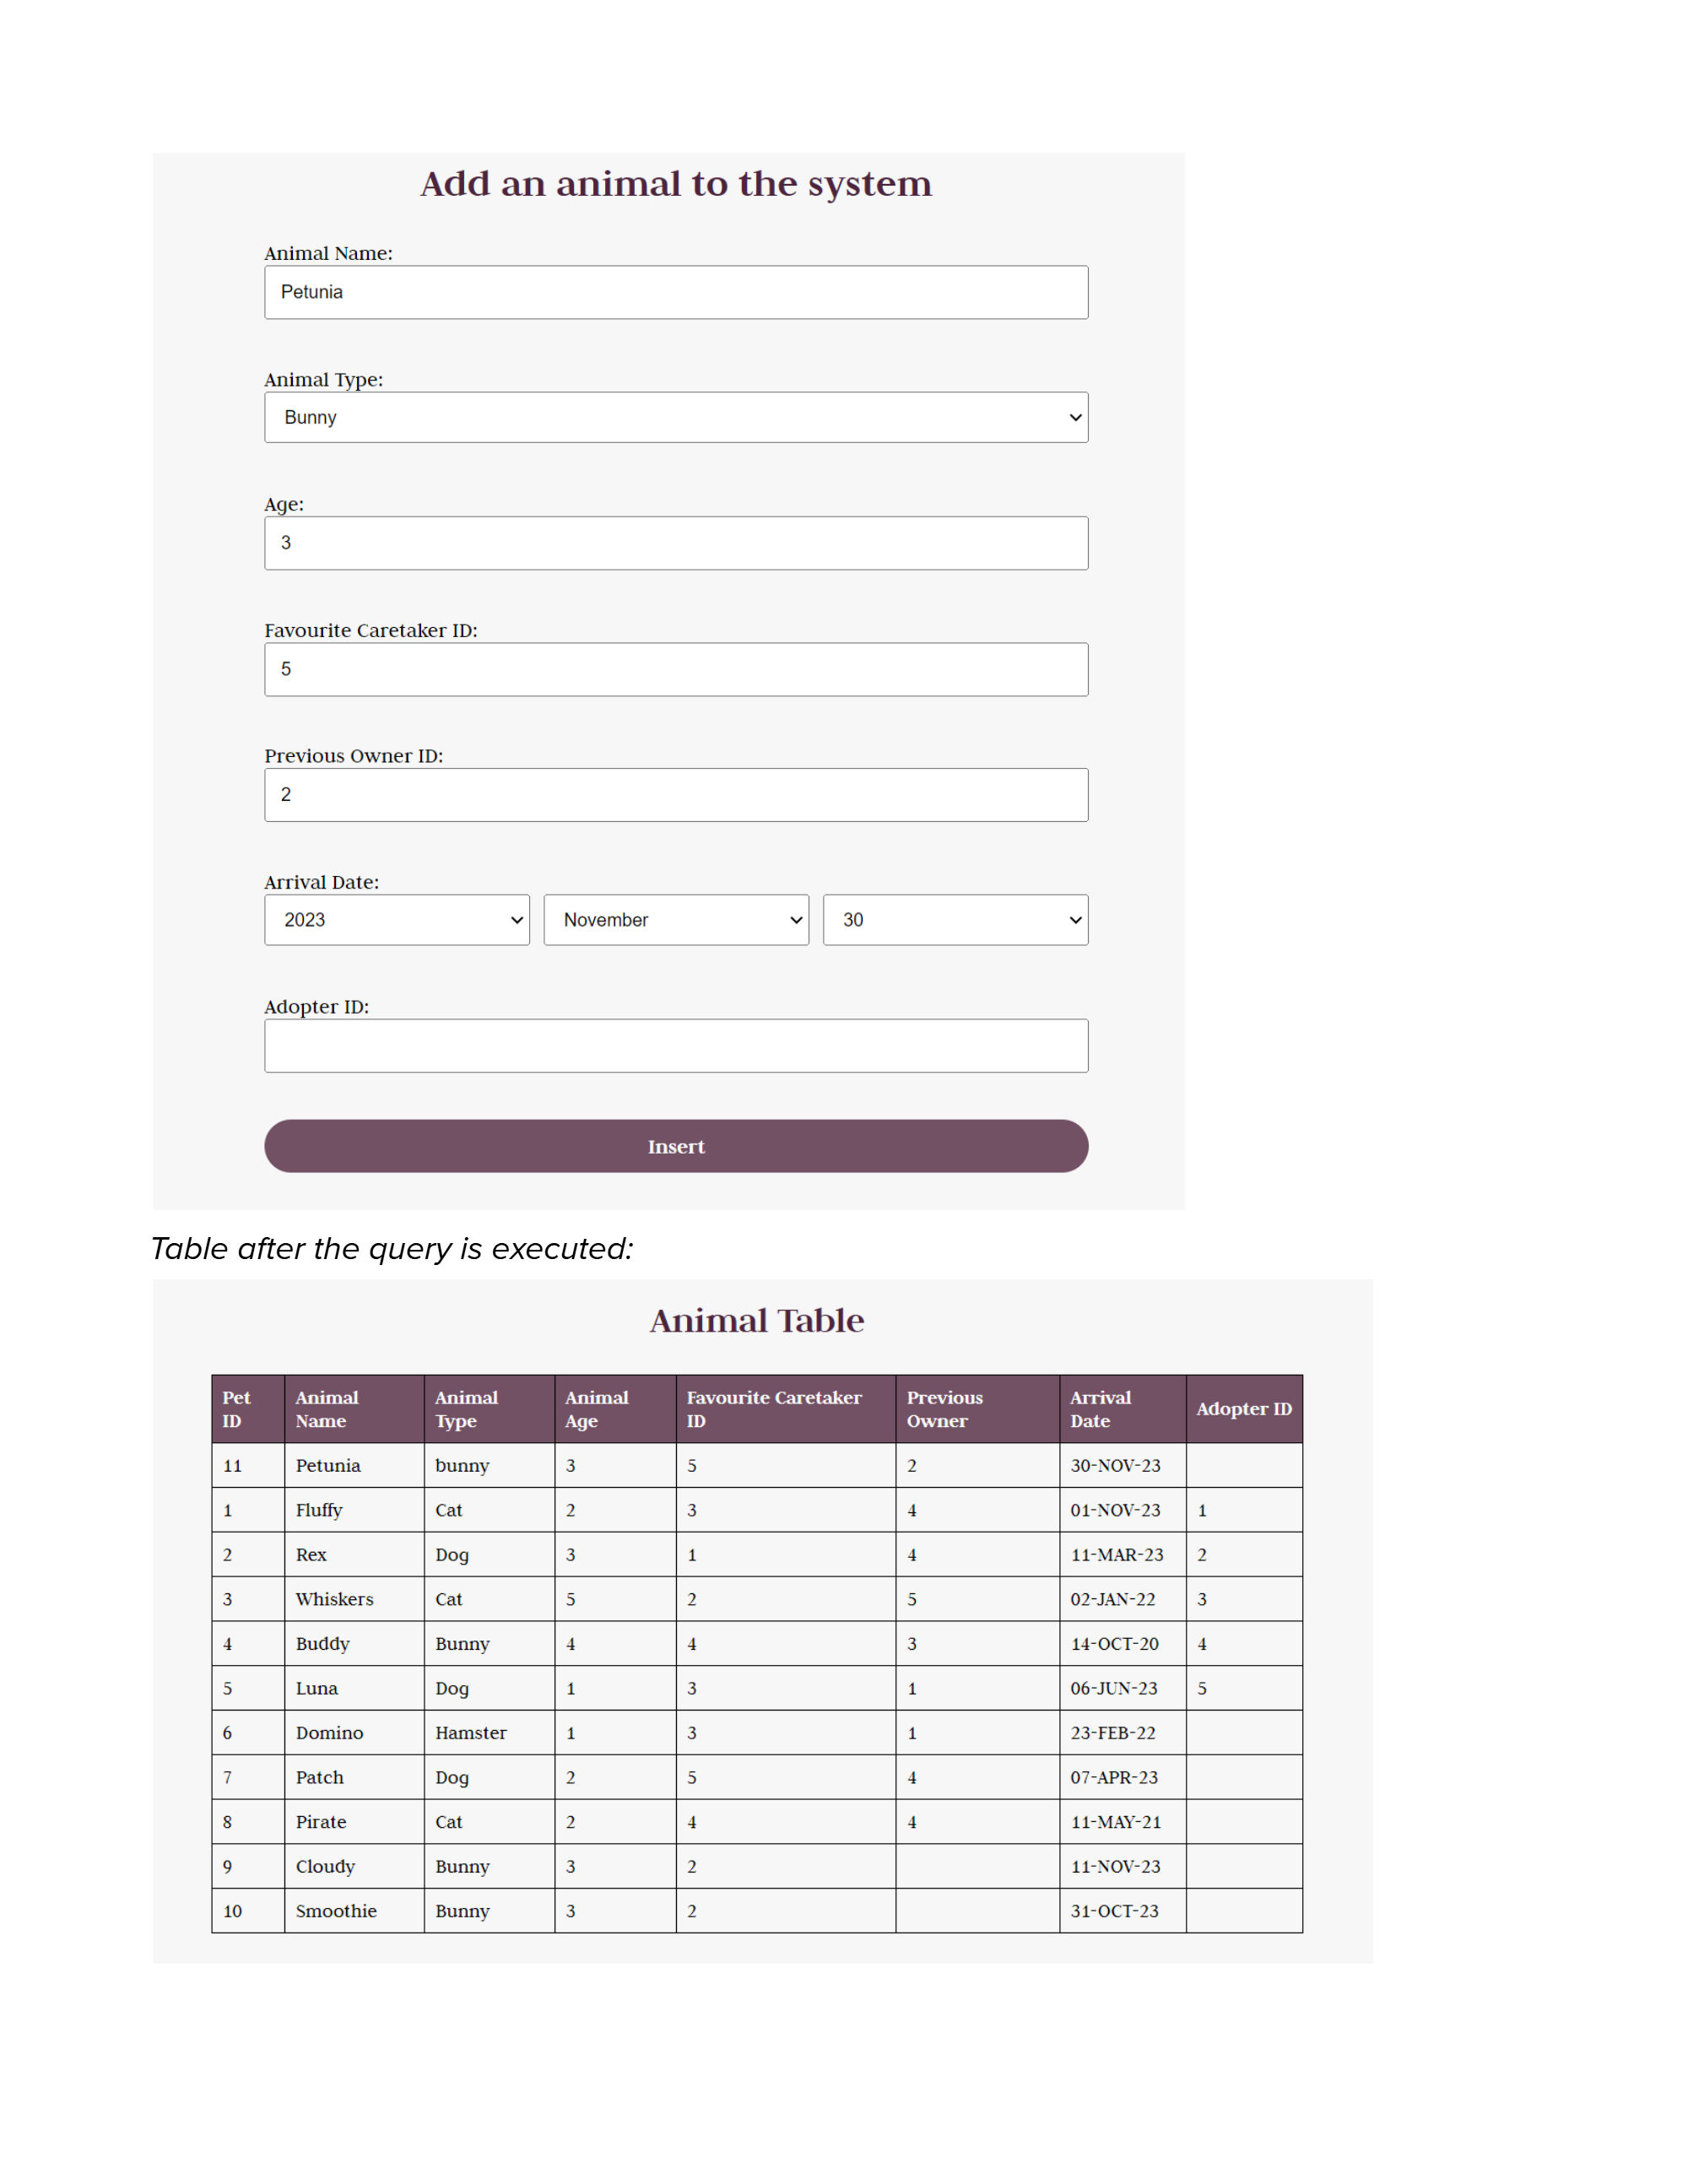 Add an animal to the system
Animal Name:
Petunia
Animal Type:
Bunny
Age:
3
Favourite Caretaker ID:
5
Previous Owner ID:
2
Arrival Date:
2023 November 30
Adopter ID:
Insert
Table after the query is executed:
Animal Table
Pet ID Animal Name Animal Type Animal Age Favourite Caretaker ID Previous Owner Arrival Date Adopter ID
11 Petunia bunny 3 5 2 30-NOV-23
1 Fluffy Cat 2 3 4 01-NOV-23 1
2 Rex Dog 3 1 4 11-MAR-23 2
3 Whiskers Cat 5 2 5 02-JAN-22 3
4 Buddy Bunny 4 4 3 14-OCT-20 4
5 Luna Dog 1 3 1 06-JUN-23 5
6 Domino Hamster 1 3 1 23-FEB-22
7 Patch Dog 2 5 4 07-APR-23
8 Pirate Cat 2 4 4 11-MAY-21
9 Cloudy Bunny 3 2 11-NOV-23
10 Smoothie Bunny 3 2 31-OCT-23